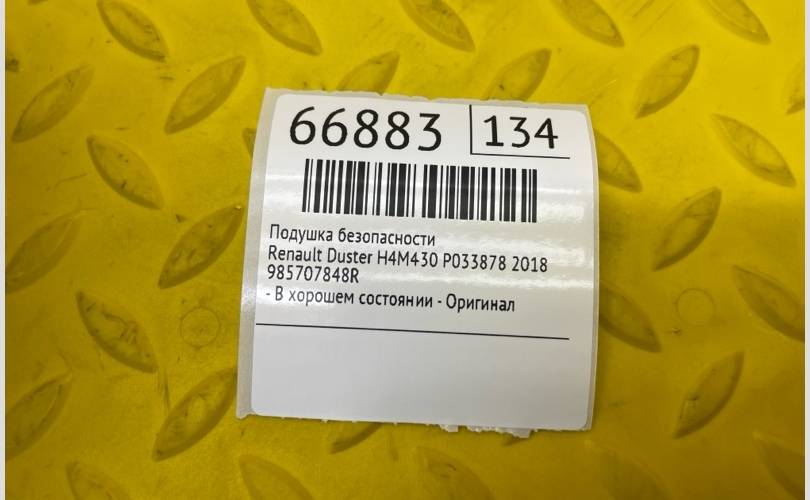 66883 134
Подушка безопасности
Renault Duster H4M430 P033878 2018
985707848R
- В хорошем состоянии - Оригинал